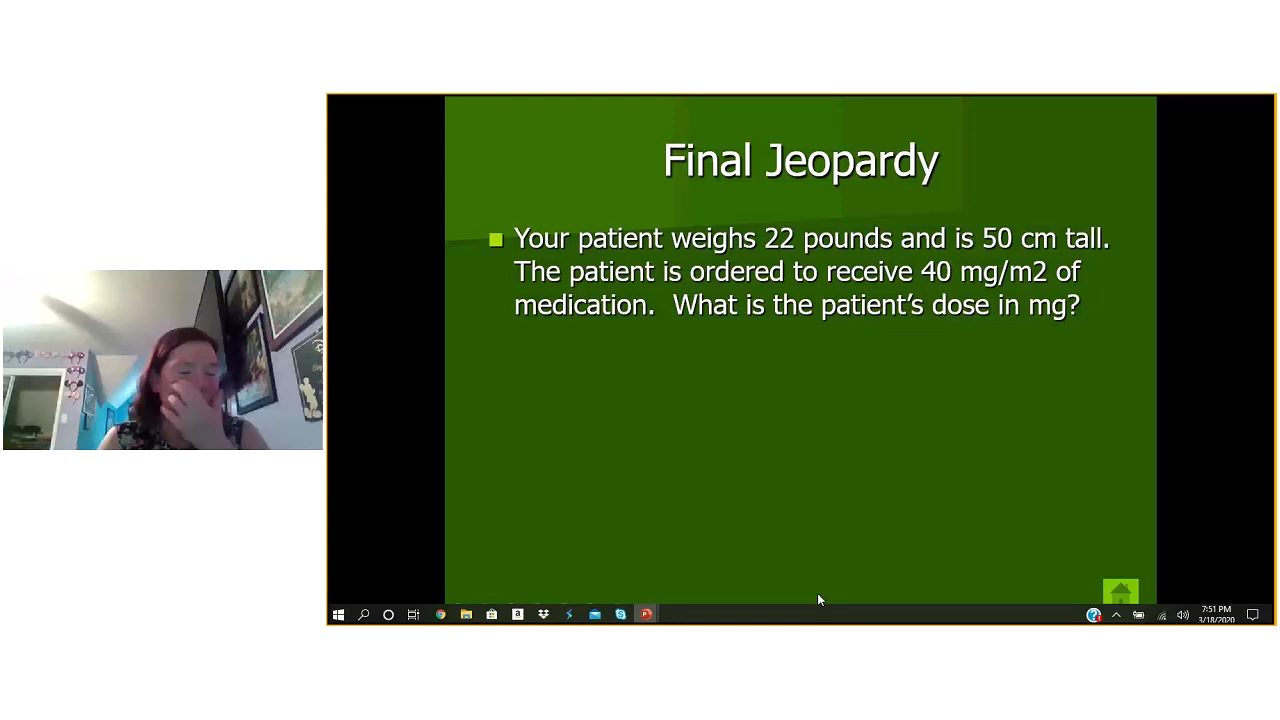 Final Jeopardy
Your patient weighs 22 pounds and is 50 cm tall.
The patient is ordered to receive 40 mg/m2 of
medication. What is the patient's dose in mg?
7:51 PM
3/18/2020